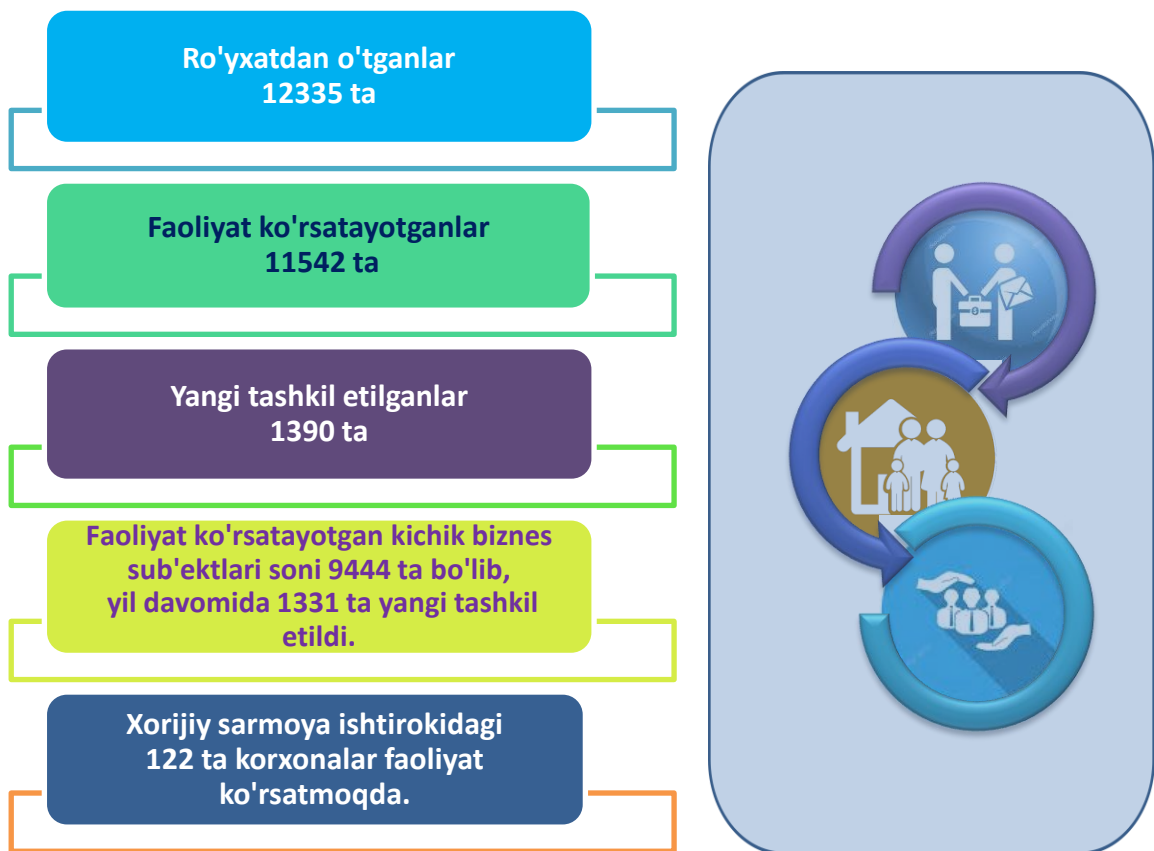 Ro'yxatdan o'tganlar
12335 ta
Faoliyat ko'rsatayotganlar
11542 ta
Yangi tashkil etilganlar
1390 ta
Faoliyat ko'rsatayotgan kichik biznes
sub'ektlari soni 9444 ta bo'lib,
yil davomida 1331 ta yangi tashkil
etildi.
Xorijiy sarmoya ishtirokidagi
122 ta korxonalar faoliyat
ko'rsatmoqda.